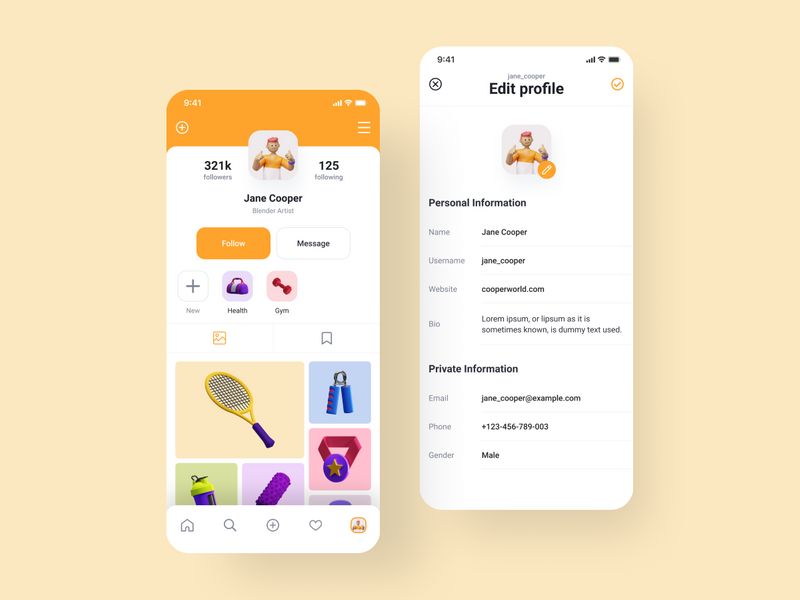 9:41
321k
followers
125
following
Jane Cooper
Blender Artist
Follow
Message
New
Health
Gym
9:41
jane_cooper
Edit profile
Personal Information
Name
Jane Cooper
Username
jane_cooper
Website
cooperworld.com
Bio
Lorem ipsum, or lipsum as it is
sometimes known, is dummy text used.
Private Information
Email
jane_cooper@example.com
Phone
+123-456-789-003
Gender
Male